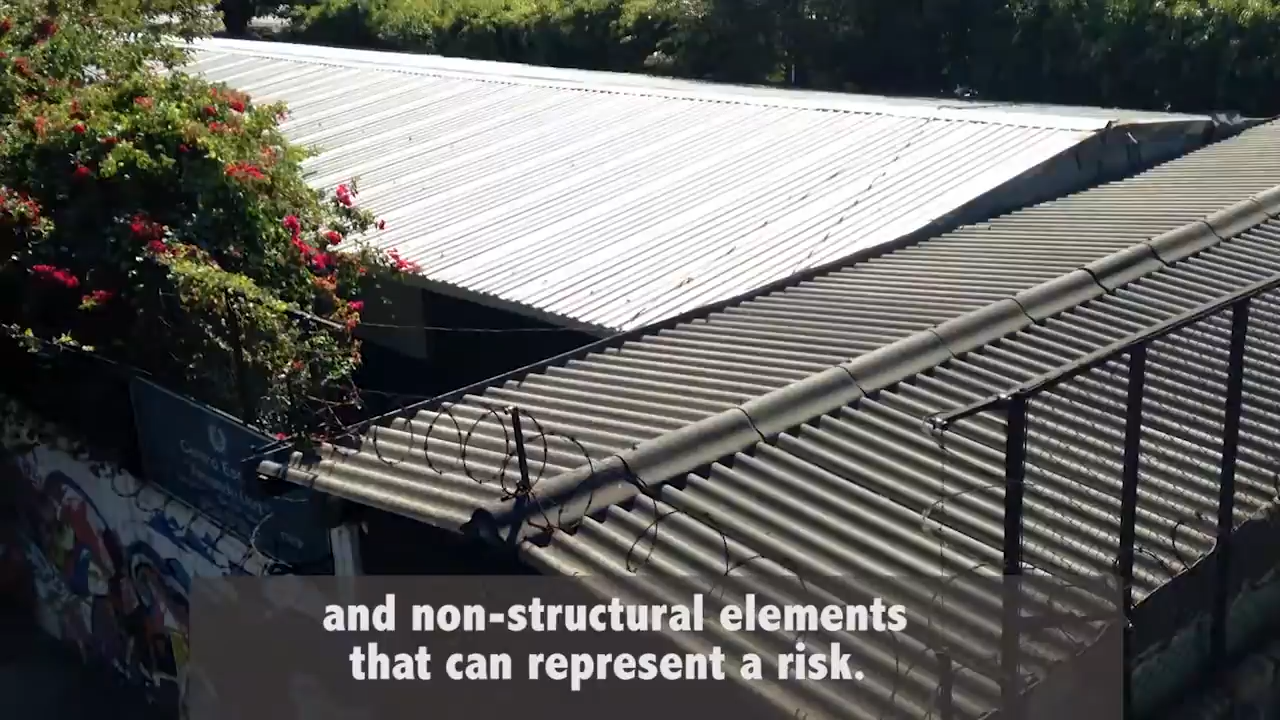 and non-structural elements
that can represent a risk.